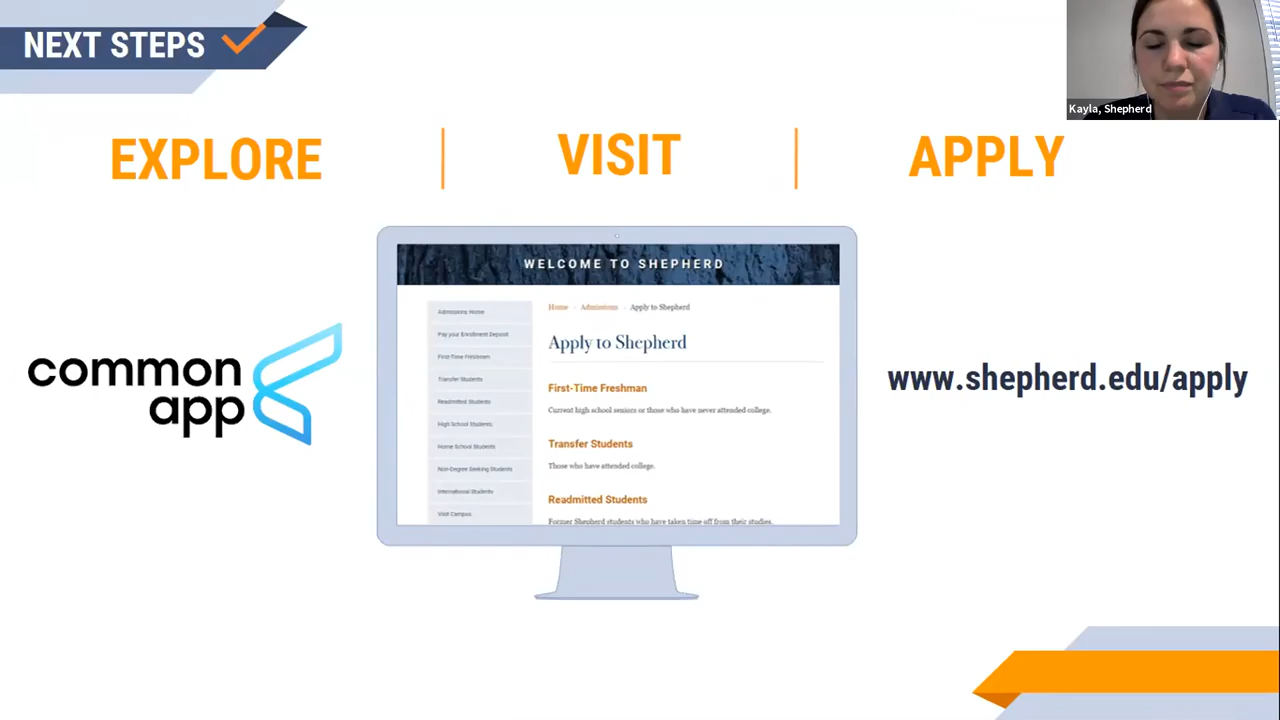 NEXT STEPS
Kayla, Shepherd
EXPLORE
VISIT
APPLY
WELCOME TO SHEPHERD
Home
Admissions
Apply to Shepherd
Admissions Home
Pay your Enrollment Deposit
First-Time Freshmen
Transfer Students
Readmitted Students
High School Students
Home School Students
Non-Degree Seeking Students
International Students
Visit Campus
Apply to Shepherd
First-Time Freshman
Current high school seniors or those who have never attended college.
Transfer Students
Those who have attended college.
Readmitted Students
Former Shepherd students who have taken time off from their studies.
common
app
www.shepherd.edu/apply